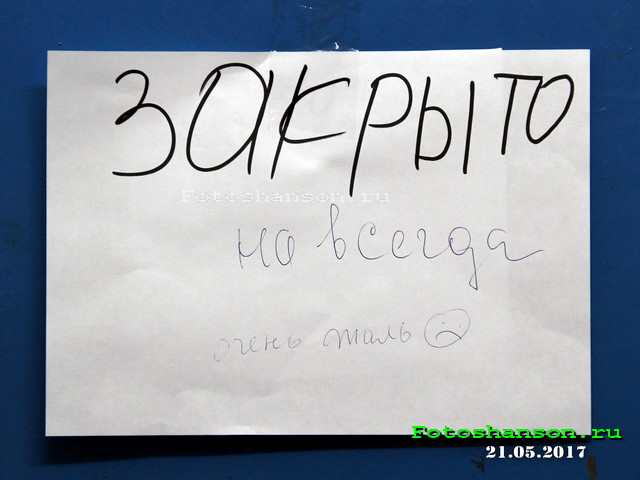 ЗАКРЫТО
Fotoshanson.ru
на всегда
очень жаль
Fotoshanson.ru
21.05.2017